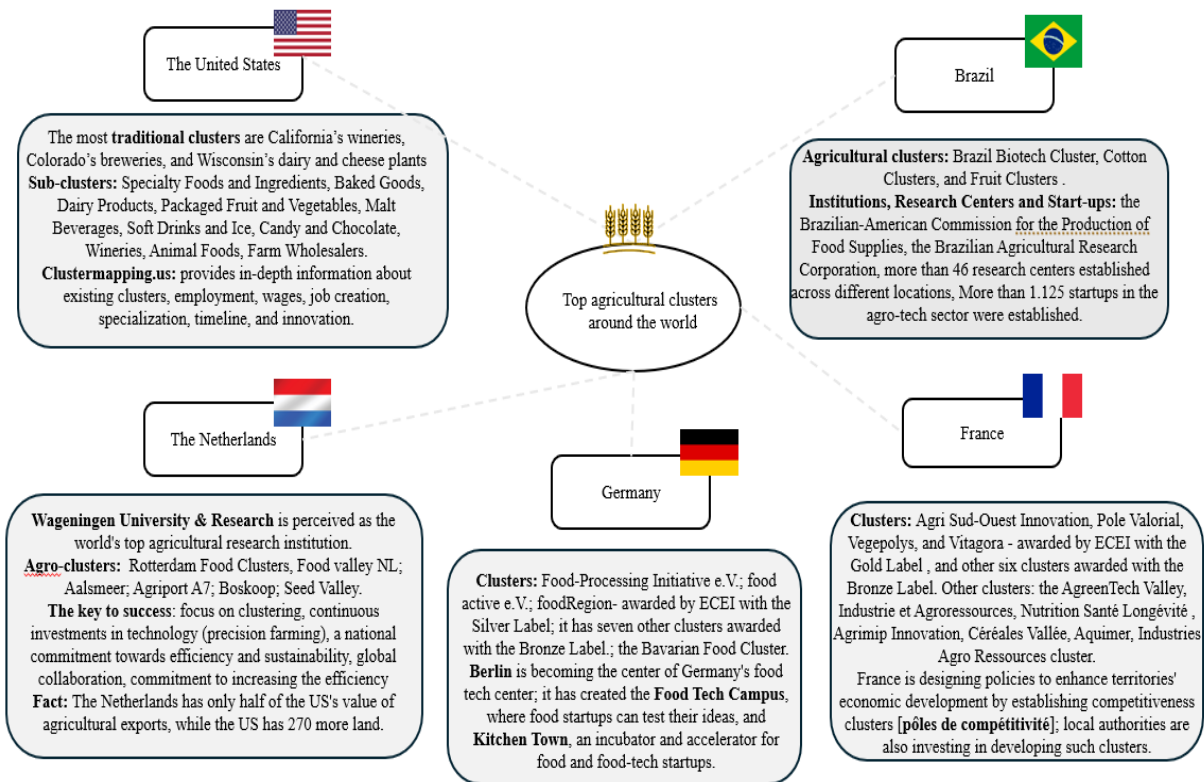 The United States
The most traditional clusters are California's wineries,
Colorado's breweries, and Wisconsin's dairy and cheese plants
Sub-clusters: Specialty Foods and Ingredients, Baked Goods,
Dairy Products, Packaged Fruit and Vegetables, Malt
Beverages, Soft Drinks and Ice, Candy and Chocolate,
Wineries, Animal Foods, Farm Wholesalers.
Clustermapping.us: provides in-depth information about
existing clusters, employment, wages, job creation,
specialization, timeline, and innovation.
Brazil
Agricultural clusters: Brazil Biotech Cluster, Cotton
Clusters, and Fruit Clusters .
Institutions, Research Centers and Start-ups: the
Brazilian-American Commission for the Production of
Food Supplies, the Brazilian Agricultural Research
Corporation, more than 46 research centers established
across different locations, More than 1.125 startups in the
agro-tech sector were established.
Top agricultural clusters
around the world
The Netherlands
Wageningen University & Research is perceived as the
world's top agricultural research institution.
Agro-clusters: Rotterdam Food Clusters, Food valley NL;
Aalsmeer; Agriport A7; Boskoop; Seed Valley.
The key to success: focus on clustering, continuous
investments in technology (precision farming), a national
commitment towards efficiency and sustainability, global
collaboration, commitment to increasing the efficiency
Fact: The Netherlands has only half of the US's value of
agricultural exports, while the US has 270 more land.
Germany
Clusters: Food-Processing Initiative e.V.; food
active e.V.; foodRegion- awarded by ECEI with the
Silver Label; it has seven other clusters awarded
with the Bronze Label.; the Bavarian Food Cluster.
Berlin is becoming the center of Germany's food
tech center; it has created the Food Tech Campus,
where food startups can test their ideas, and
Kitchen Town, an incubator and accelerator for
food and food-tech startups.
France
Clusters: Agri Sud-Ouest Innovation, Pole Valorial,
Vegepolys, and Vitagora - awarded by ECEI with the
Gold Label , and other six clusters awarded with the
Bronze Label. Other clusters: the AgreenTech Valley,
Industrie et Agroressources, Nutrition Santé Longévité,
Agrimip Innovation, Céréales Vallée, Aquimer, Industries
Agro Ressources cluster.
France is designing policies to enhance territories'
economic development by establishing competitiveness
clusters [pôles de compétitivité]; local authorities are
also investing in developing such clusters.